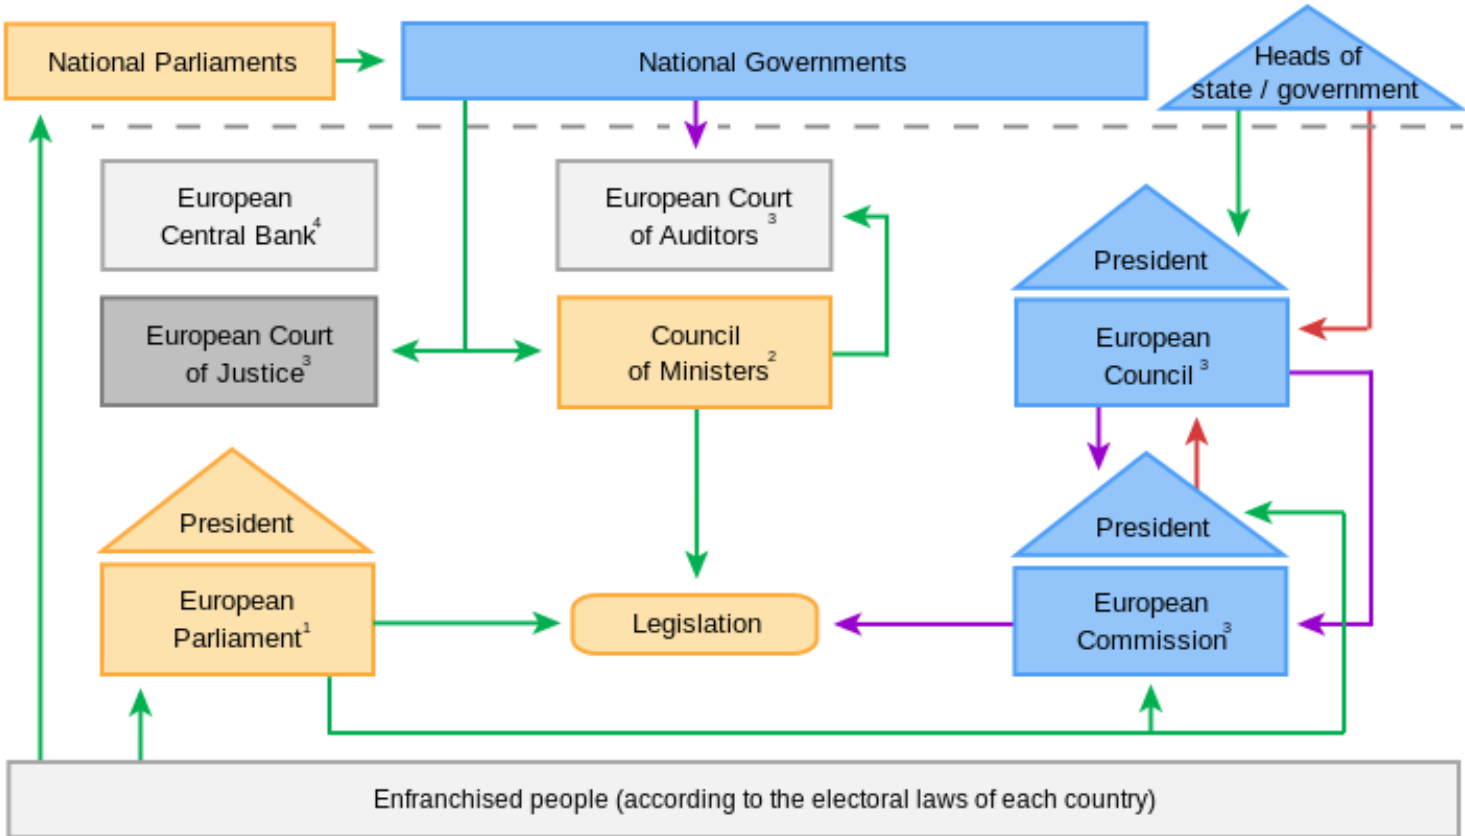 National Parliaments
National Governments
Heads of
state / government
European
Central Bank⁴
European Court
of Auditors ³
President
European Court
of Justice³
Council
of Ministers²
European
Council ³
President
President
European
Parliament¹
Legislation
European
Commission³
Enfranchised people (according to the electoral laws of each country)